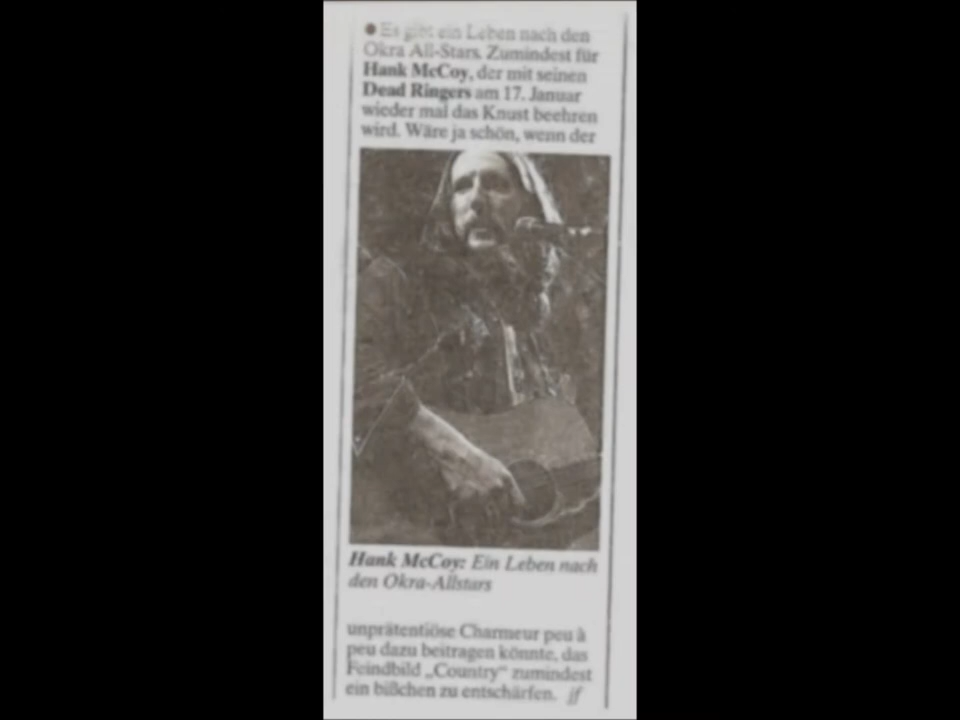 ● Es gibt ein Leben nach den
Okra All-Stars. Zumindest für
Hank McCoy, der mit seinen
Dead Ringers am 17. Januar
wieder mal das Knust beehren
wird. Wäre ja schön, wenn der
Hank McCoy: Ein Leben nach
den Okra-Allstars
unprätentiöse Charmeur peu à
peu dazu beitragen könnte, das
Feindbild „Country“ zumindest
ein bißchen zu entschärfen. jf